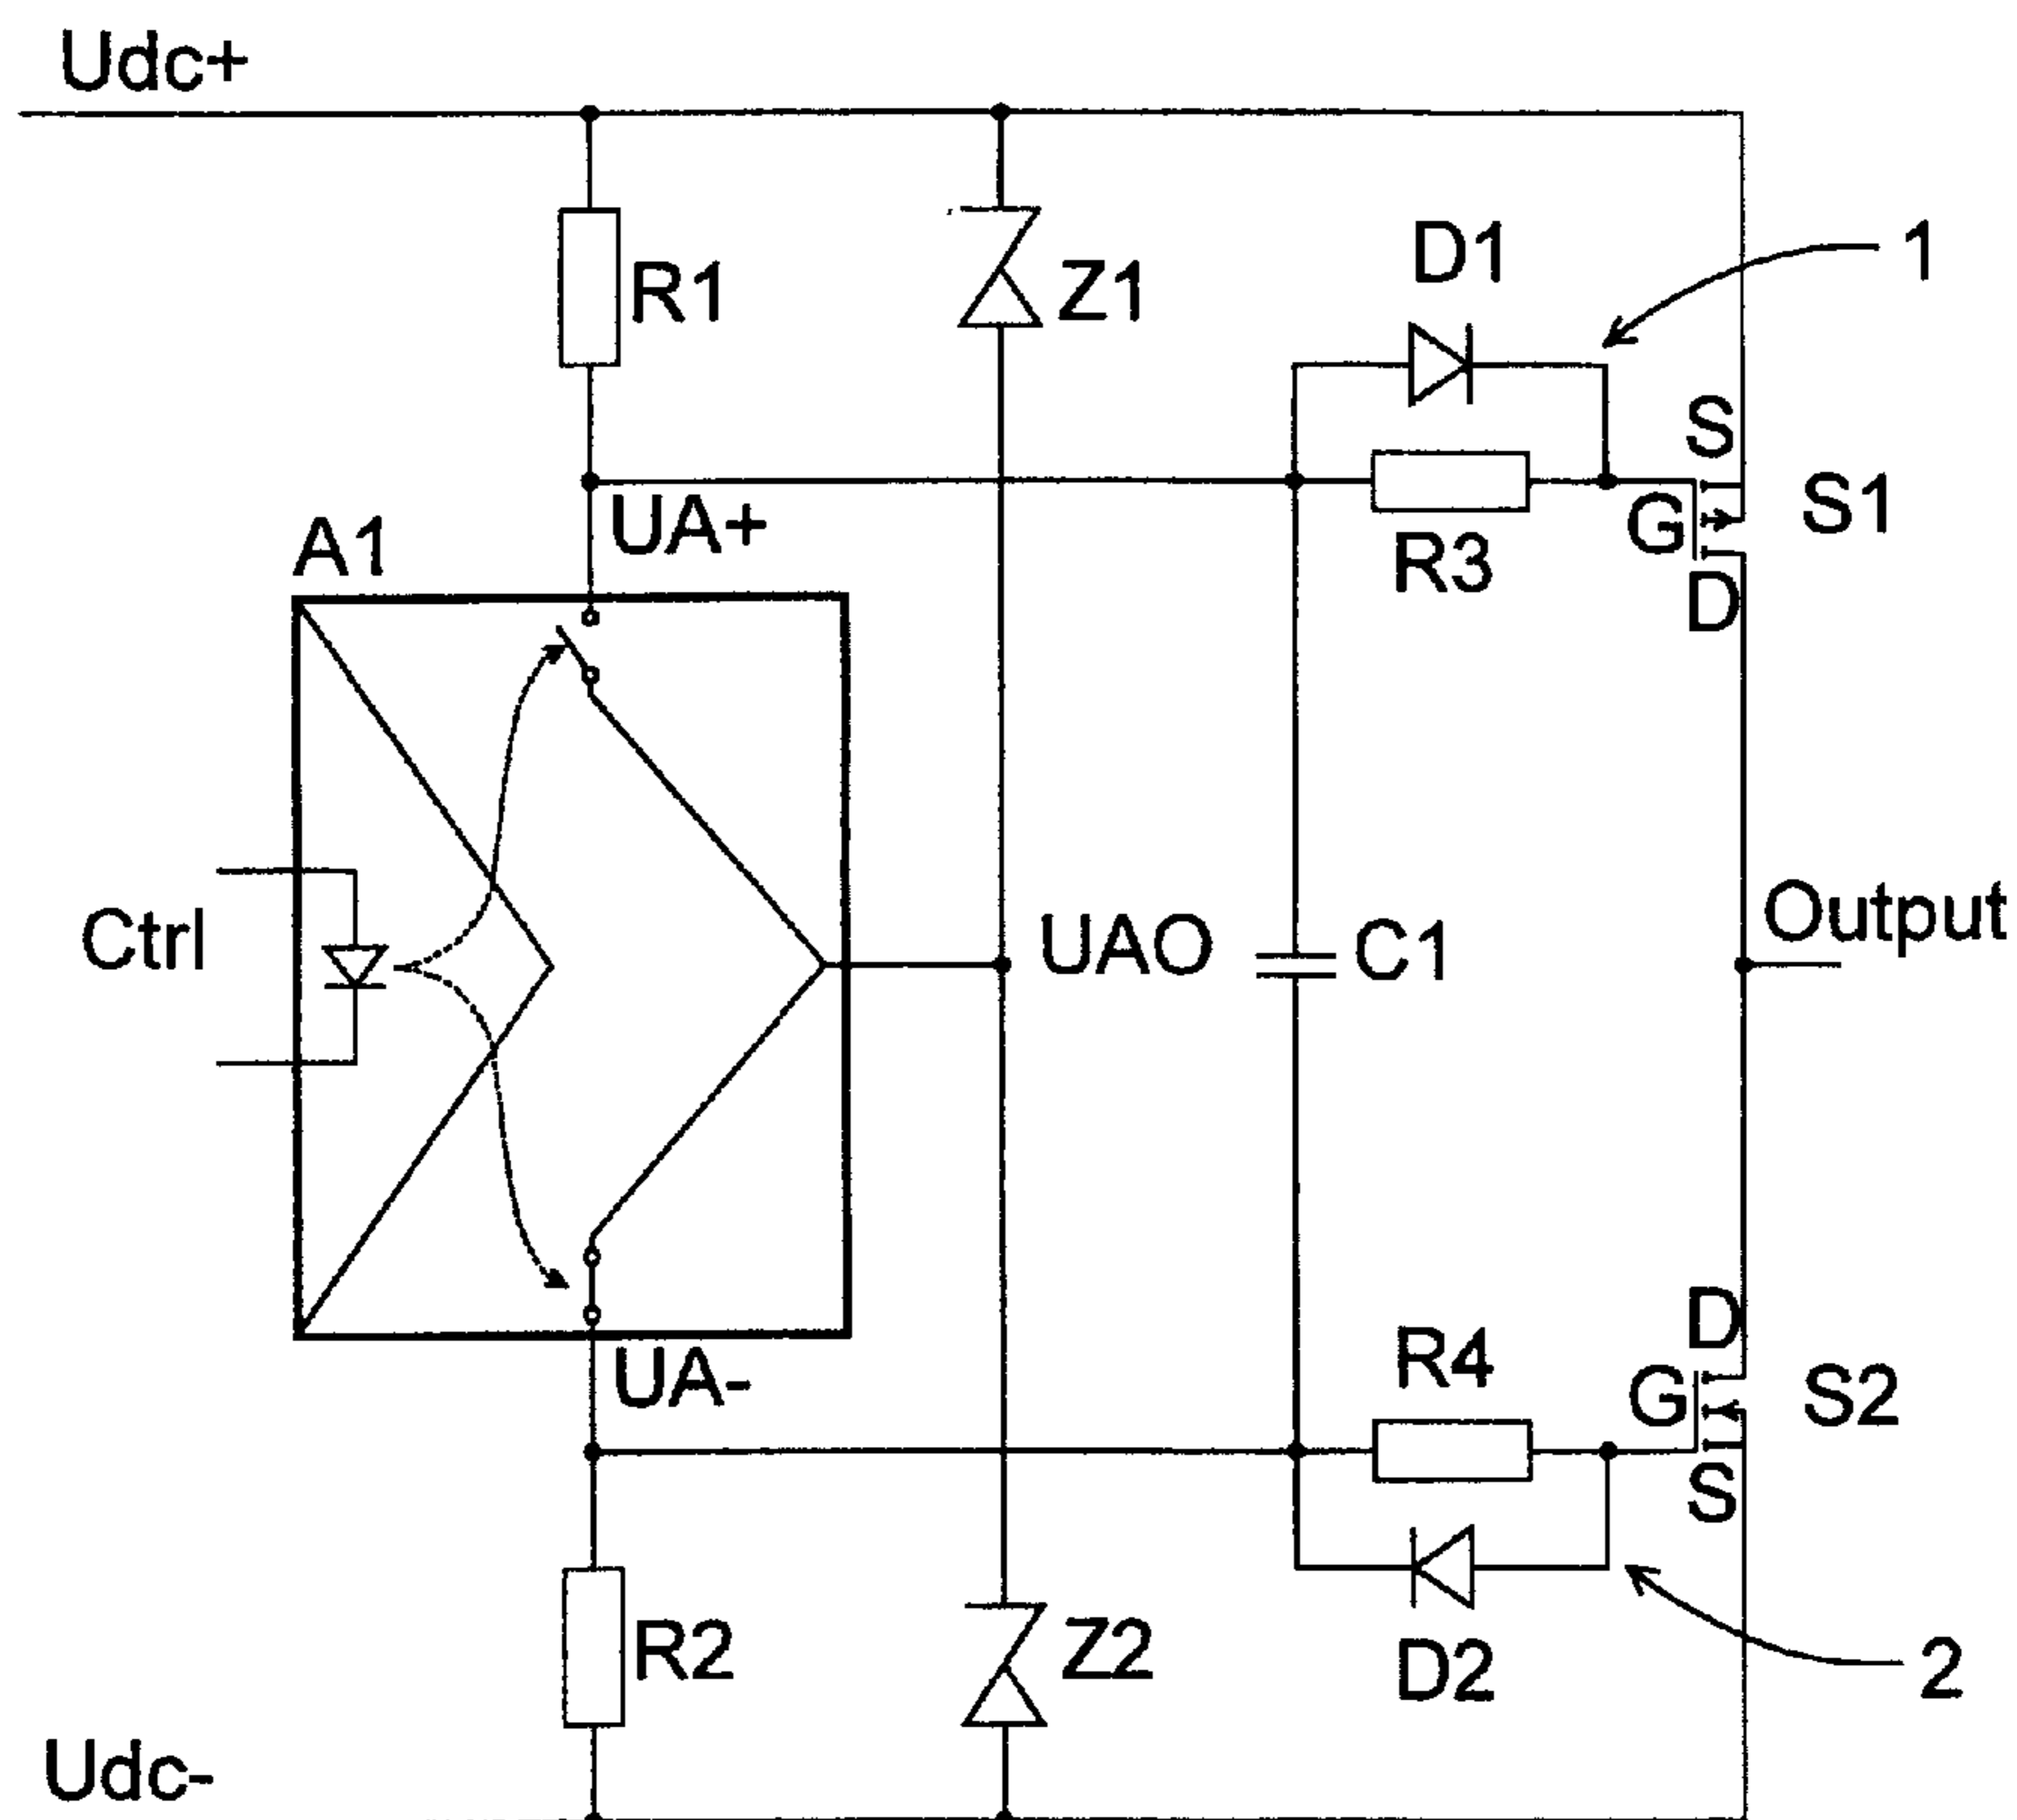 Udc+
R1
Z1
D1
1
S
S1
G
D
R3
UA+
A1
Ctrl
UAO
C1
Output
UA-
R4
D
G
S2
S
R2
Z2
D2
2
Udc-